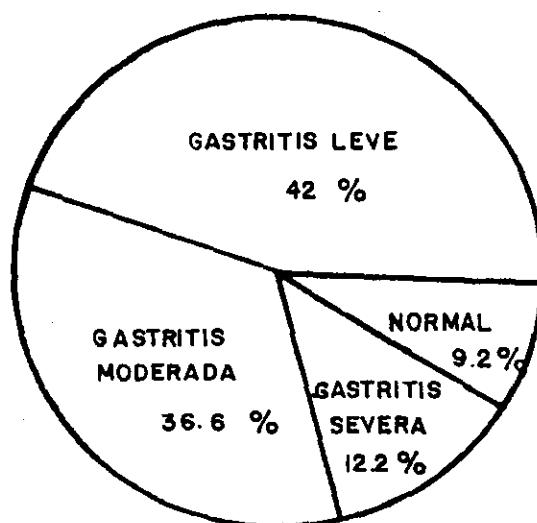 GASTRITIS LEVE
42 %
NORMAL
9.2%
GASTRITIS
MODERADA
36.6 %
GASTRITIS
SEVERA
12.2%